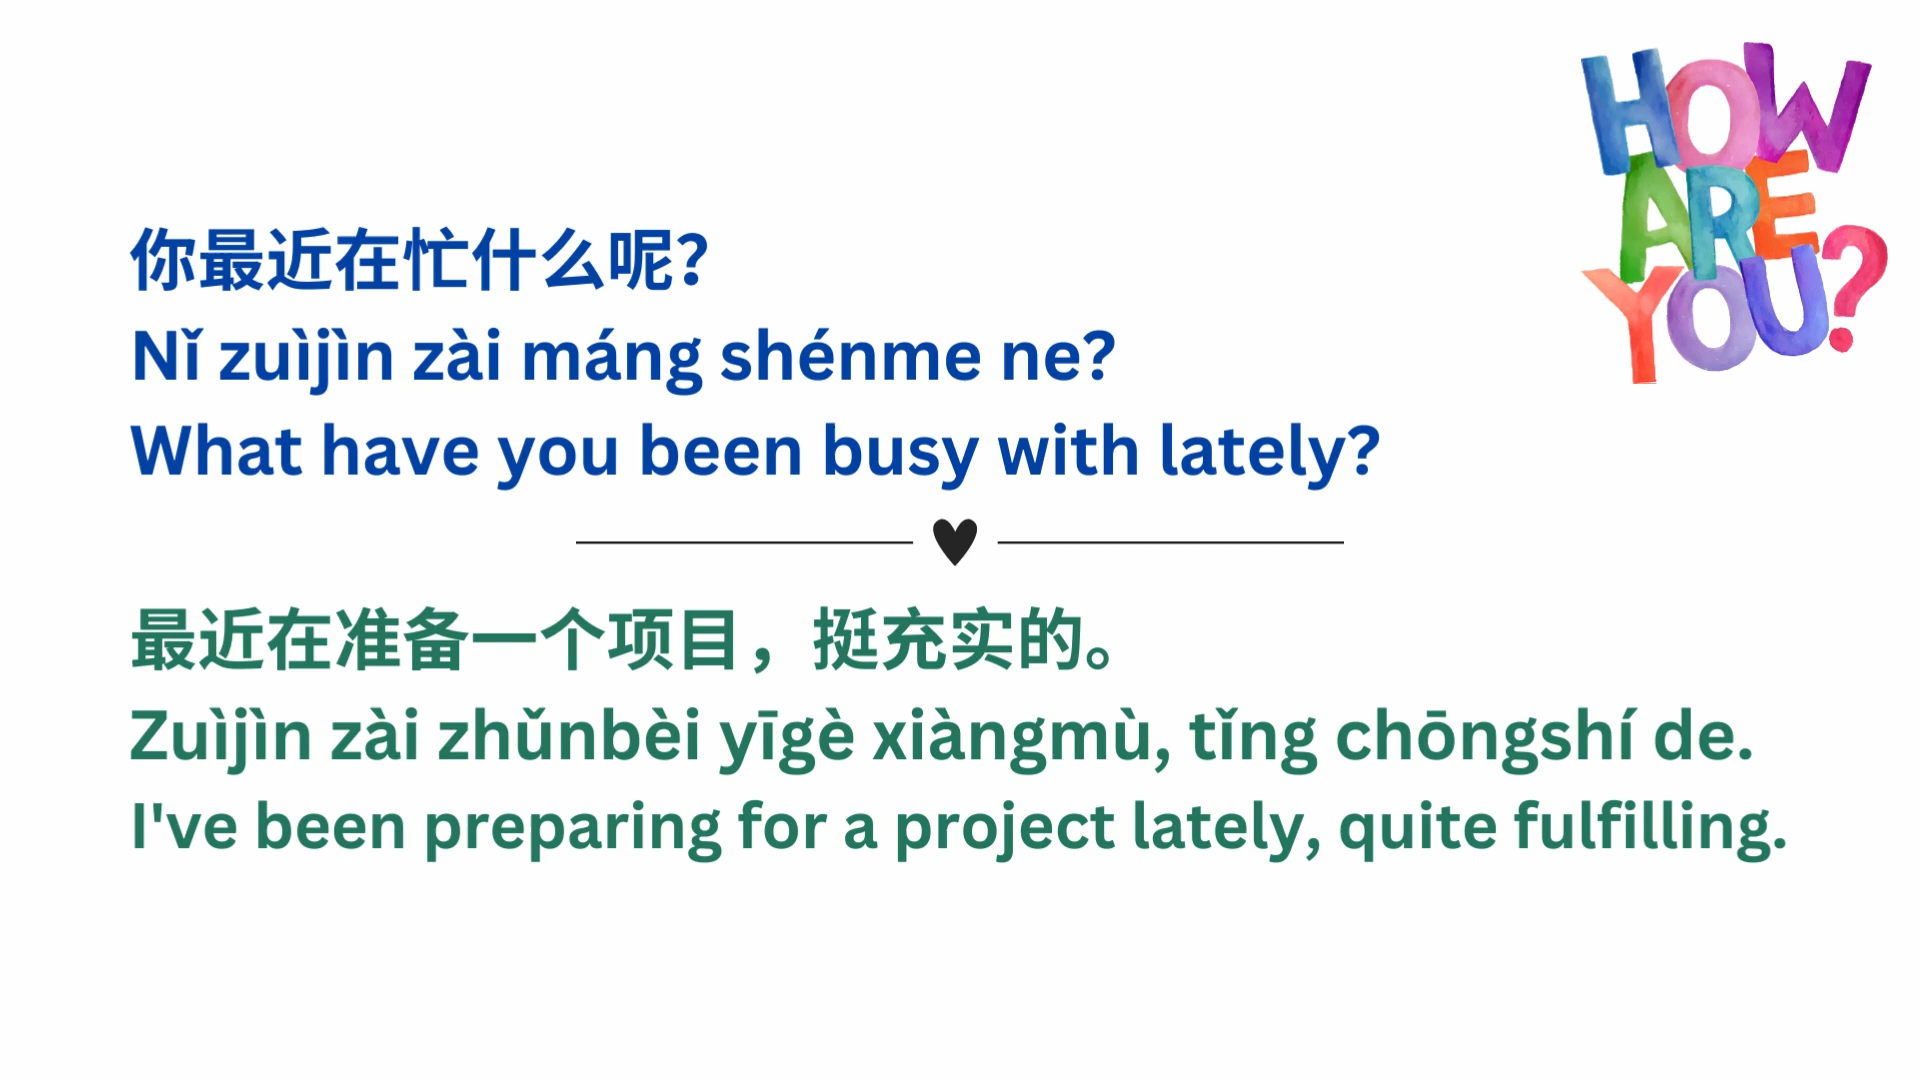 HOW
ARE
YOU?
你最近在忙什么呢？
Nǐ zuìjìn zài máng shénme ne?
What have you been busy with lately?
最近在准备一个项目，挺充实的。
Zuìjìn zài zhǔnbèi yīgè xiàngmù, tǐng chōngshí de.
I've been preparing for a project lately, quite fulfilling.